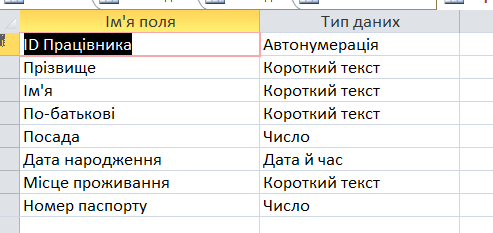 Ім'я поля Тип даних
ID Працівника Автонумерація
Прізвище Короткий текст
Ім'я Короткий текст
По-батькові Короткий текст
Посада Число
Дата народження Дата й час
Місце проживання Короткий текст
Номер паспорту Число